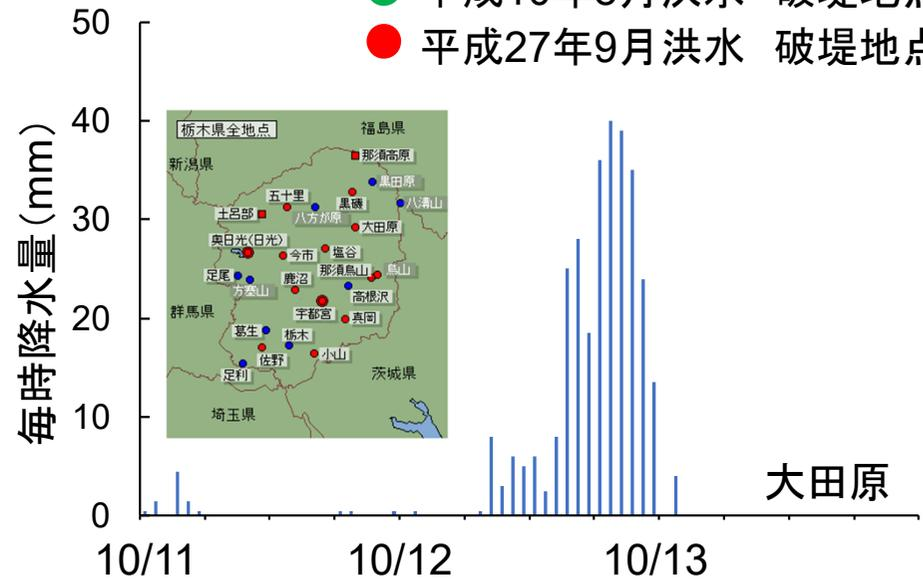 平成27年9月洪水 破堤地点
50
40
30
20
10
0
毎時降水量(mm)
10/11
10/12
10/13
大田原
栃木県全地点
福島県
新潟県
那須高原
黒田原
五十里
黒磯
八溝山
土呂部
八方が原
大田原
奥日光(日光)
今市
塩谷
足尾
鹿沼
那須烏山
烏山
高根沢
群馬県
宇都宮
真岡
葛生
栃木
佐野
小山
足利
茨城県
埼玉県